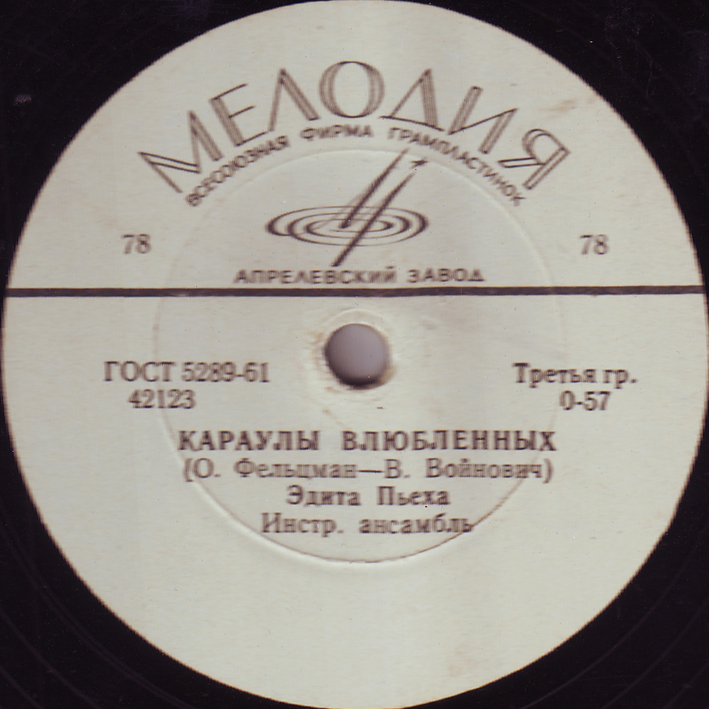 МЕЛОДИЯ
ВСЕСОЮЗНАЯ ФИРМА ГРАМПЛАСТИНОК
78 78
АПРЕЛЕВСКИЙ ЗАВОД
ГОСТ 5289-61 Третья гр.
42123 0-57
КАРАУЛЫ ВЛЮБЛЕННЫХ
(О. Фельцман—В. Войнович)
Эдита Пьеха
Инстр. ансамбль